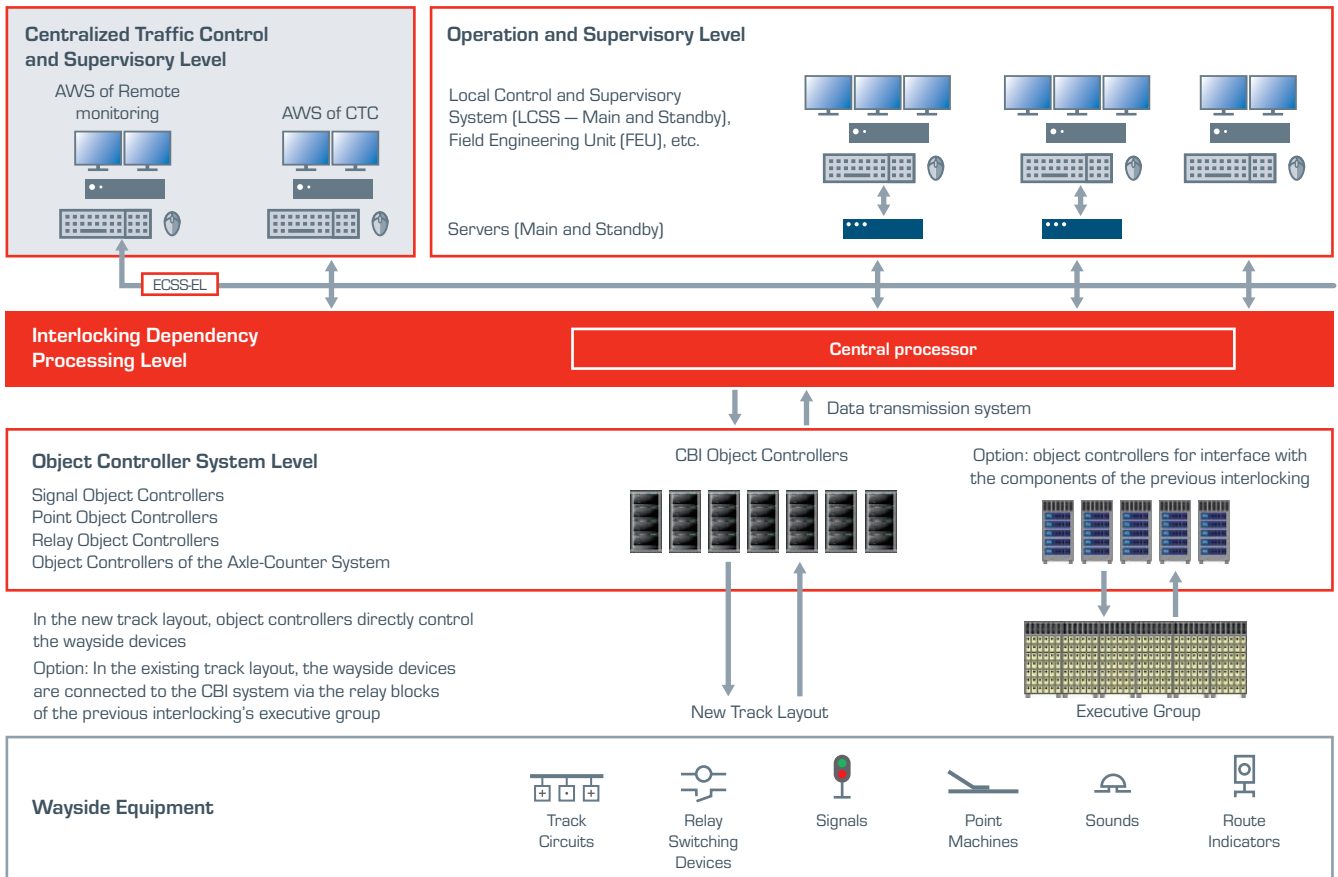 Centralized Traffic Control
and Supervisory Level
AWS of Remote
monitoring
AWS of CTC
Operation and Supervisory Level
Local Control and Supervisory
System (LCSS — Main and Standby),
Field Engineering Unit (FEU), etc.
Servers (Main and Standby)
ECSS-EL
Interlocking Dependency
Processing Level
Central processor
Data transmission system
Object Controller System Level
Signal Object Controllers
Point Object Controllers
Relay Object Controllers
Object Controllers of the Axle-Counter System
CBI Object Controllers
Option: object controllers for interface with
the components of the previous interlocking
In the new track layout, object controllers directly control
the wayside devices
Option: In the existing track layout, the wayside devices
are connected to the CBI system via the relay blocks
of the previous interlocking's executive group
New Track Layout
Executive Group
Wayside Equipment
Track
Circuits
Relay
Switching
Devices
Signals
Point
Machines
Sounds
Route
Indicators